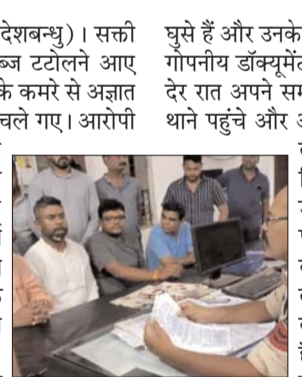 देशबन्धु)। सक्ती
ब्ज टटोलने आए
के कमरे से अज्ञात
चले गए। आरोपी
घुसे हैं और उनके
गोपनीय डॉक्यूमेंट
देर रात अपने सम
थाने पहुंचे और अ